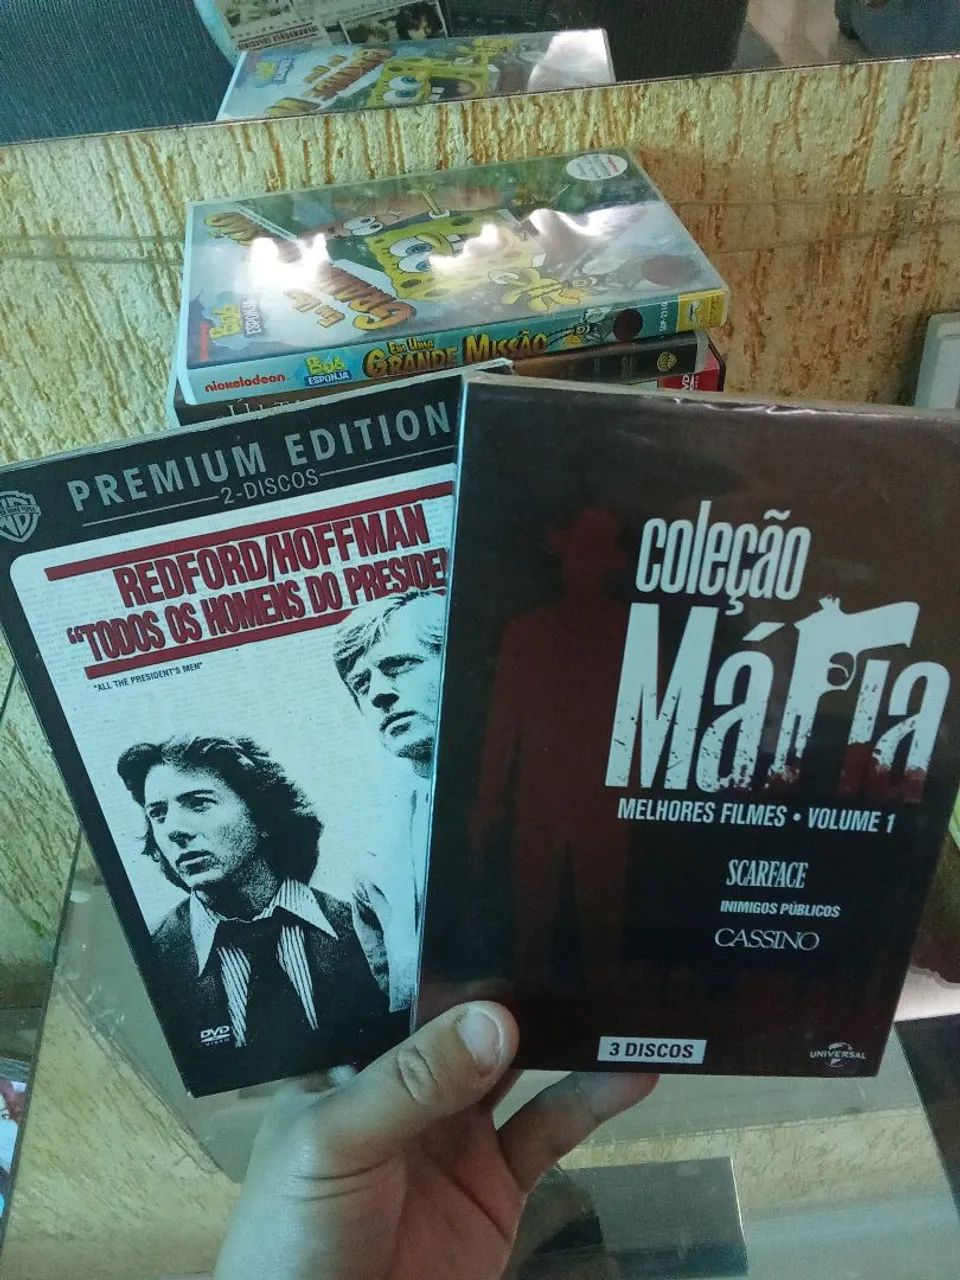 nickelodeon
BOB
ESPONJA
EM UMA
GRANDE MISSÃO
PREMIUM EDITION
2-DISCOS
REDFORD/HOFFMAN
"TODOS OS HOMENS DO PRESIDE
"ALL THE PRESIDENT'S MEN"
DVD
VIDEO
coleção
Máfia
MELHORES FILMES • VOLUME 1
SCARFACE
INIMIGOS PÚBLICOS
CASSINO
3 DISCOS
UNIVERSAL